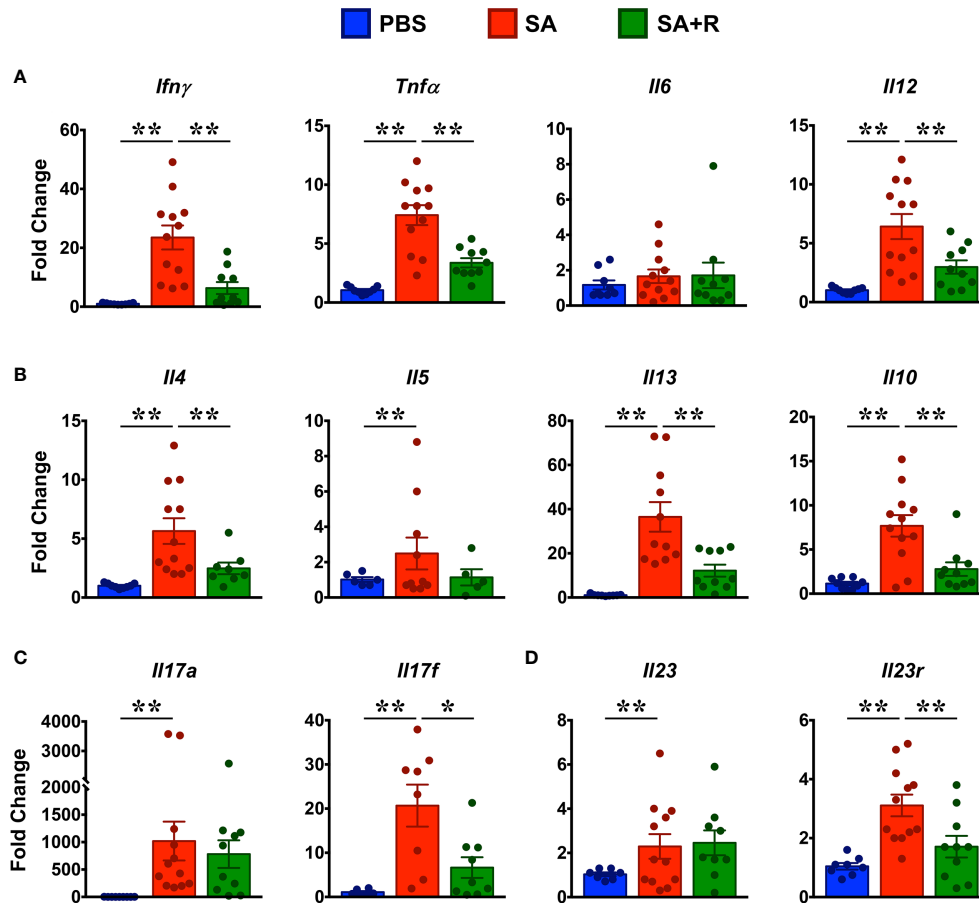 PBS SA SA+R
A
Ifnγ Tnfα Il6 Il12
** ** ** ** ** **
Fold Change
60 40 20 0
15 10 5 0
10 8 6 4 2 0
15 10 5 0
B
Il4 Il5 Il13 Il10
** ** ** ** ** ** **
Fold Change
15 10 5 0
10 8 6 4 2 0
80 60 40 20 0
20 15 10 5 0
C D
Il17a Il17f Il23 Il23r
** ** * ** ** **
Fold Change
4000 3000 2000 1500 1000 500 0
40 30 20 10 0
8 6 4 2 0
6 4 2 0